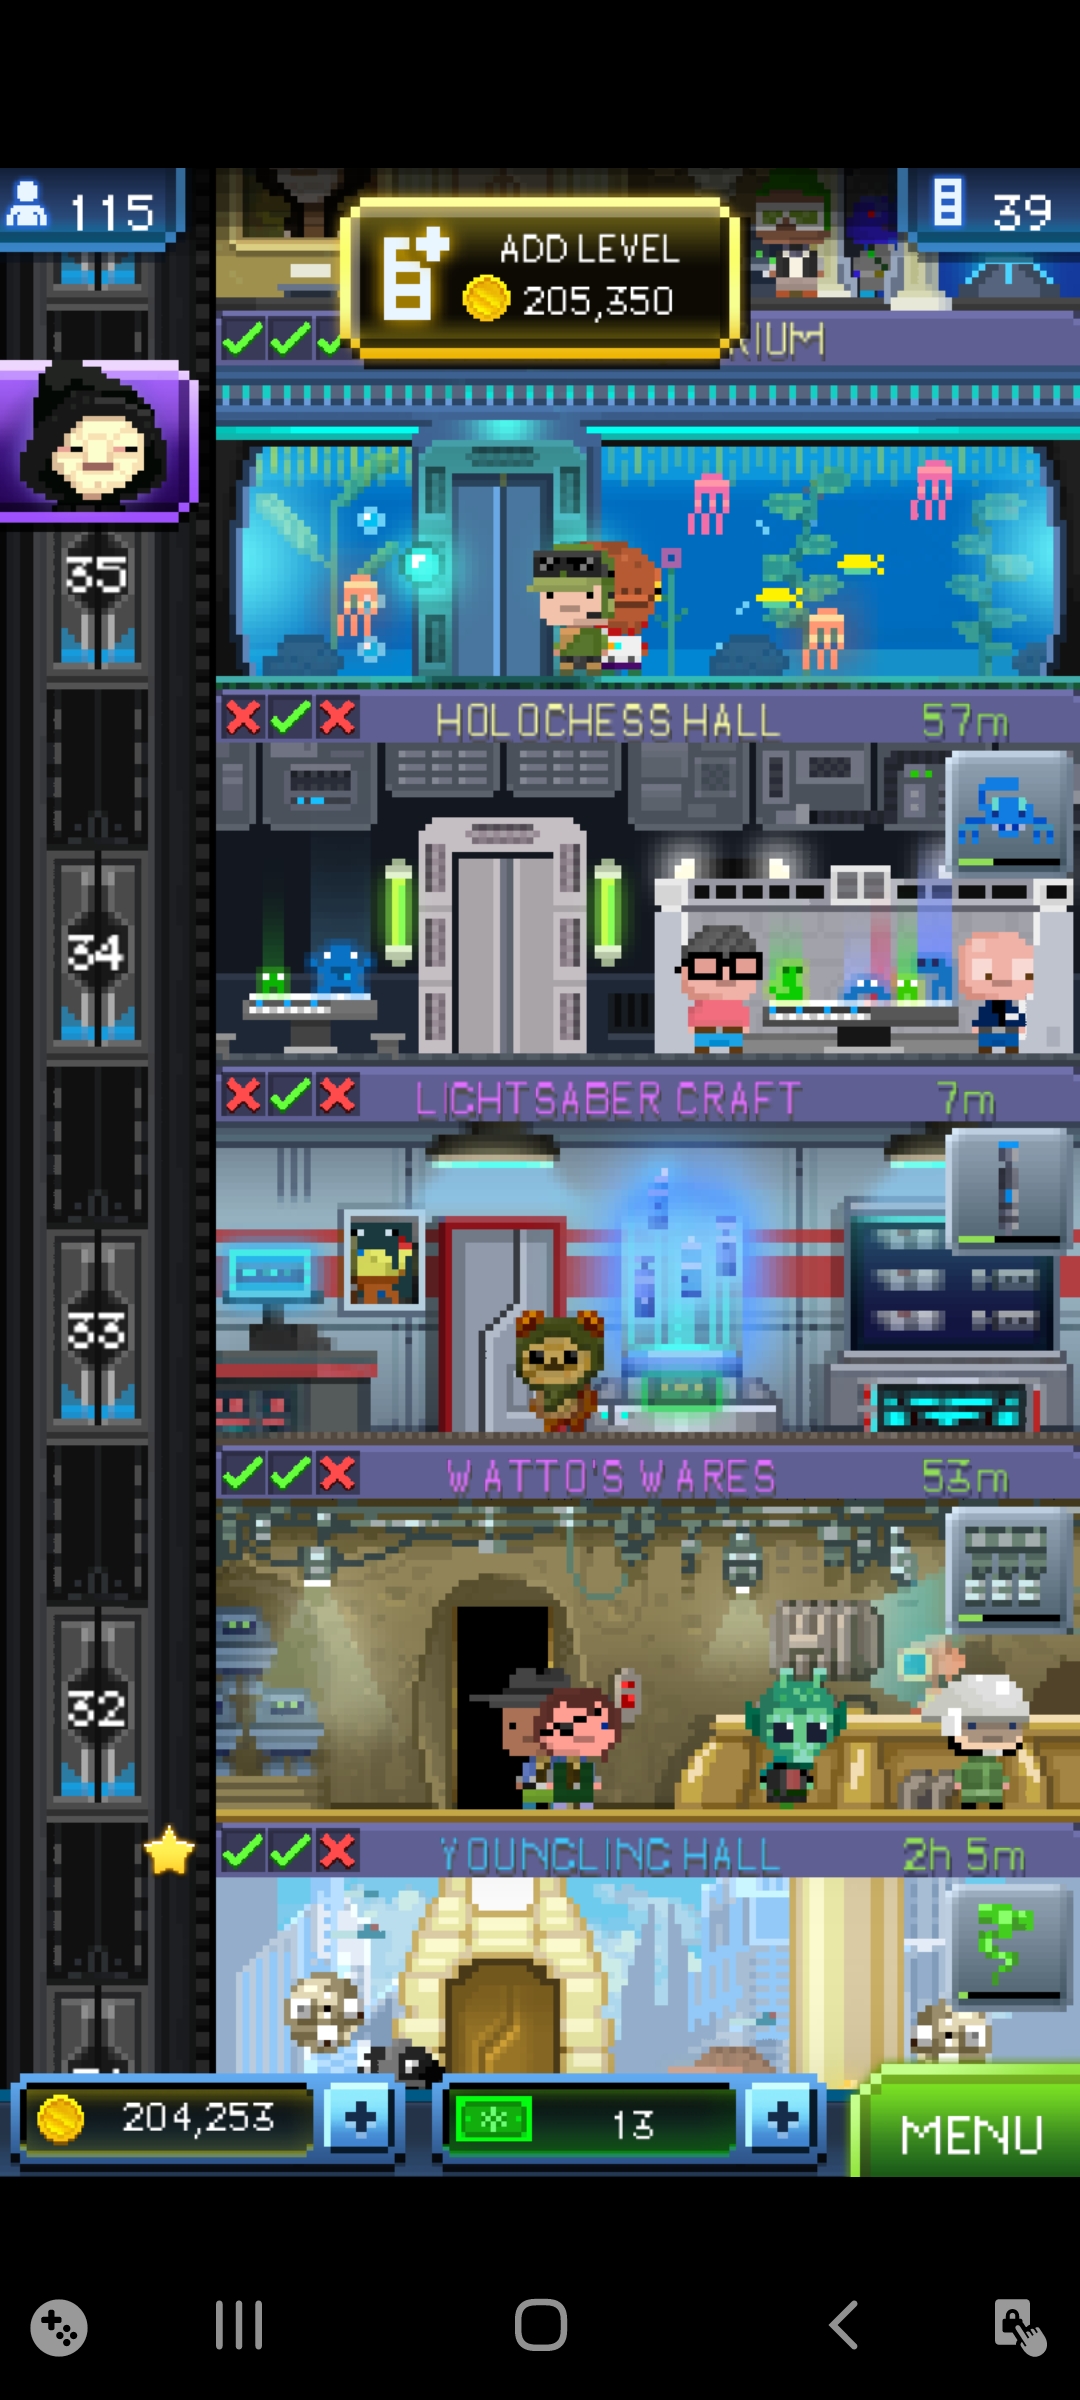 115
39
ADD LEVEL
205,350
RIUM
35
HOLOCHESS HALL 57m
34
LIGHTSABER CRAFT 7m
33
WATTO'S WARES 53m
32
YOUNGLING HALL 2h 5m
204,253
13
MENU